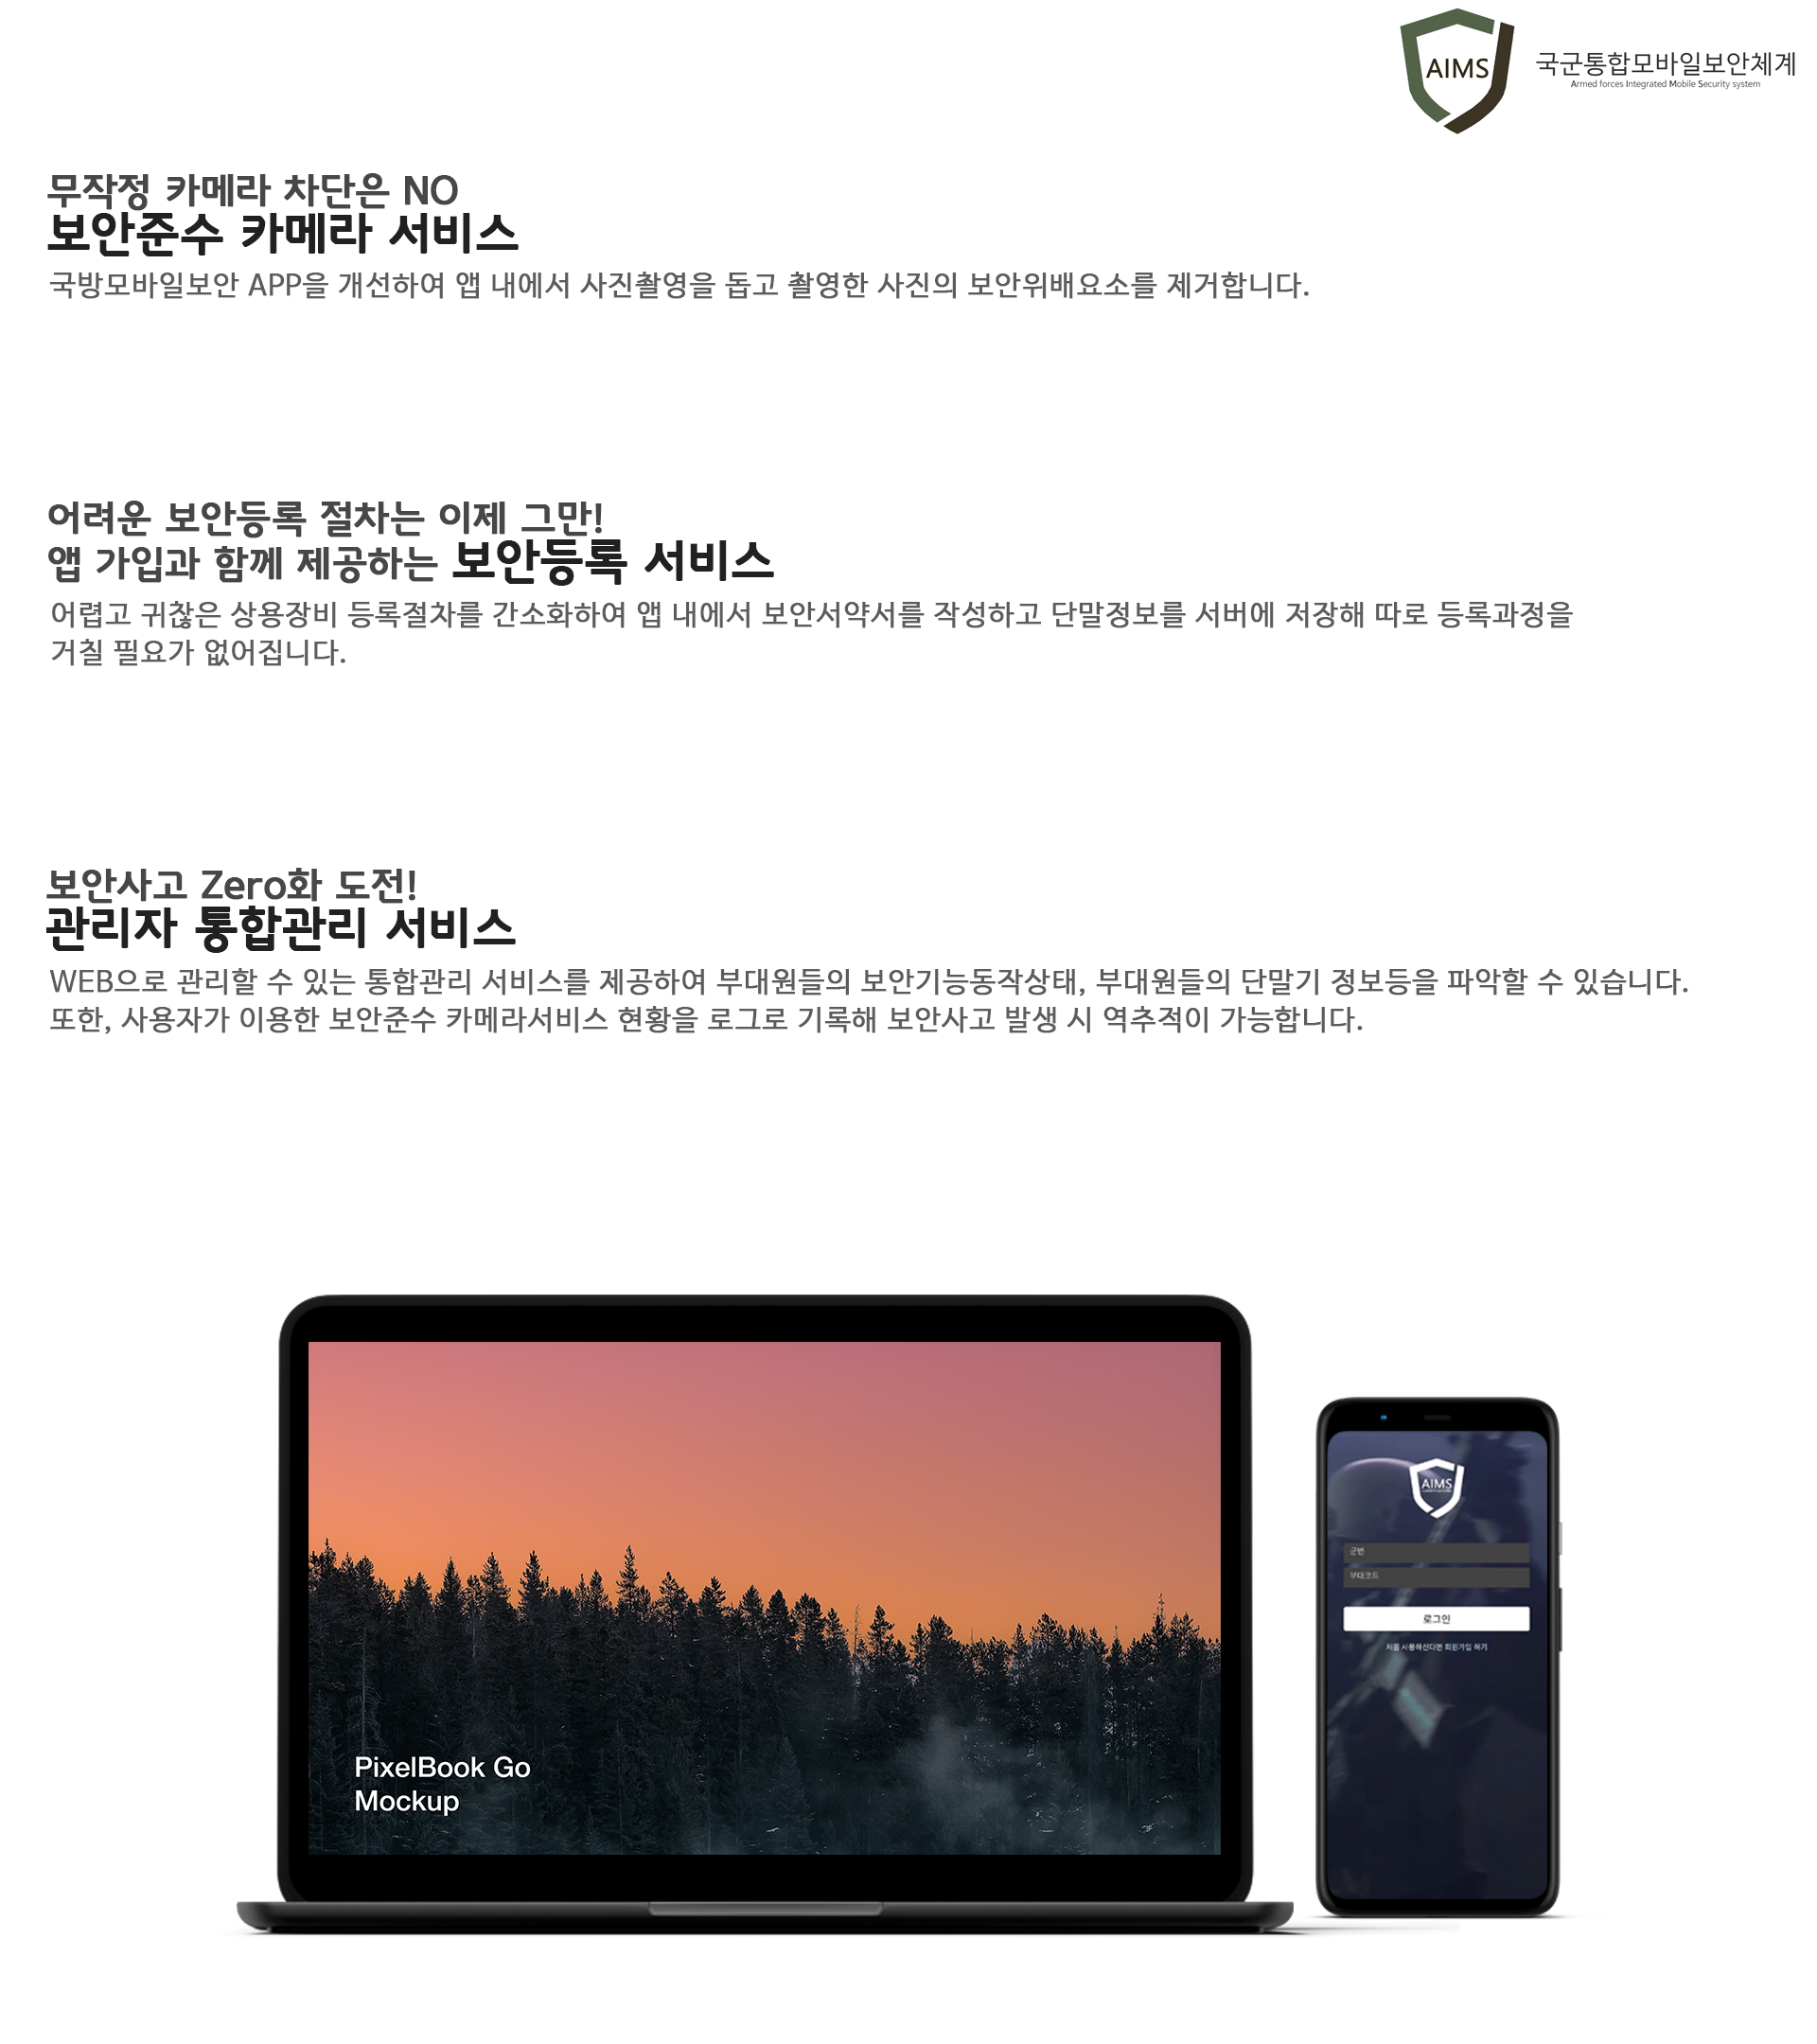 AIMS
국군통합모바일보안체계
Armed forces Integrated Mobile Security system
무작정 카메라 차단은 NO
보안준수 카메라 서비스
국방모바일보안 APP을 개선하여 앱 내에서 사진촬영을 돕고 촬영한 사진의 보안위배요소를 제거합니다.
어려운 보안등록 절차는 이제 그만!
앱 가입과 함께 제공하는 보안등록 서비스
어렵고 귀찮은 상용장비 등록절차를 간소화하여 앱 내에서 보안서약서를 작성하고 단말정보를 서버에 저장해 따로 등록과정을
거칠 필요가 없어집니다.
보안사고 Zero화 도전!
관리자 통합관리 서비스
WEB으로 관리할 수 있는 통합관리 서비스를 제공하여 부대원들의 보안기능동작상태, 부대원들의 단말기 정보등을 파악할 수 있습니다.
또한, 사용자가 이용한 보안준수 카메라서비스 현황을 로그로 기록해 보안사고 발생 시 역추적이 가능합니다.
PixelBook Go
Mockup
AIMS
군번
부대코드
로그인
처음 사용하신다면 회원가입 하기